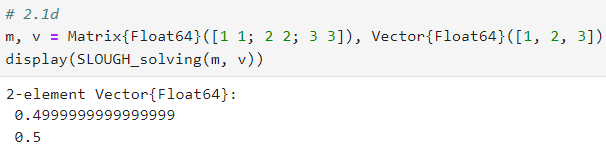 # 2.1d
m, v = Matrix{Float64}([1 1; 2 2; 3 3]), Vector{Float64}([1, 2, 3])
display(SLOUGH_solving(m, v))
2-element Vector{Float64}:
0.4999999999999999
0.5